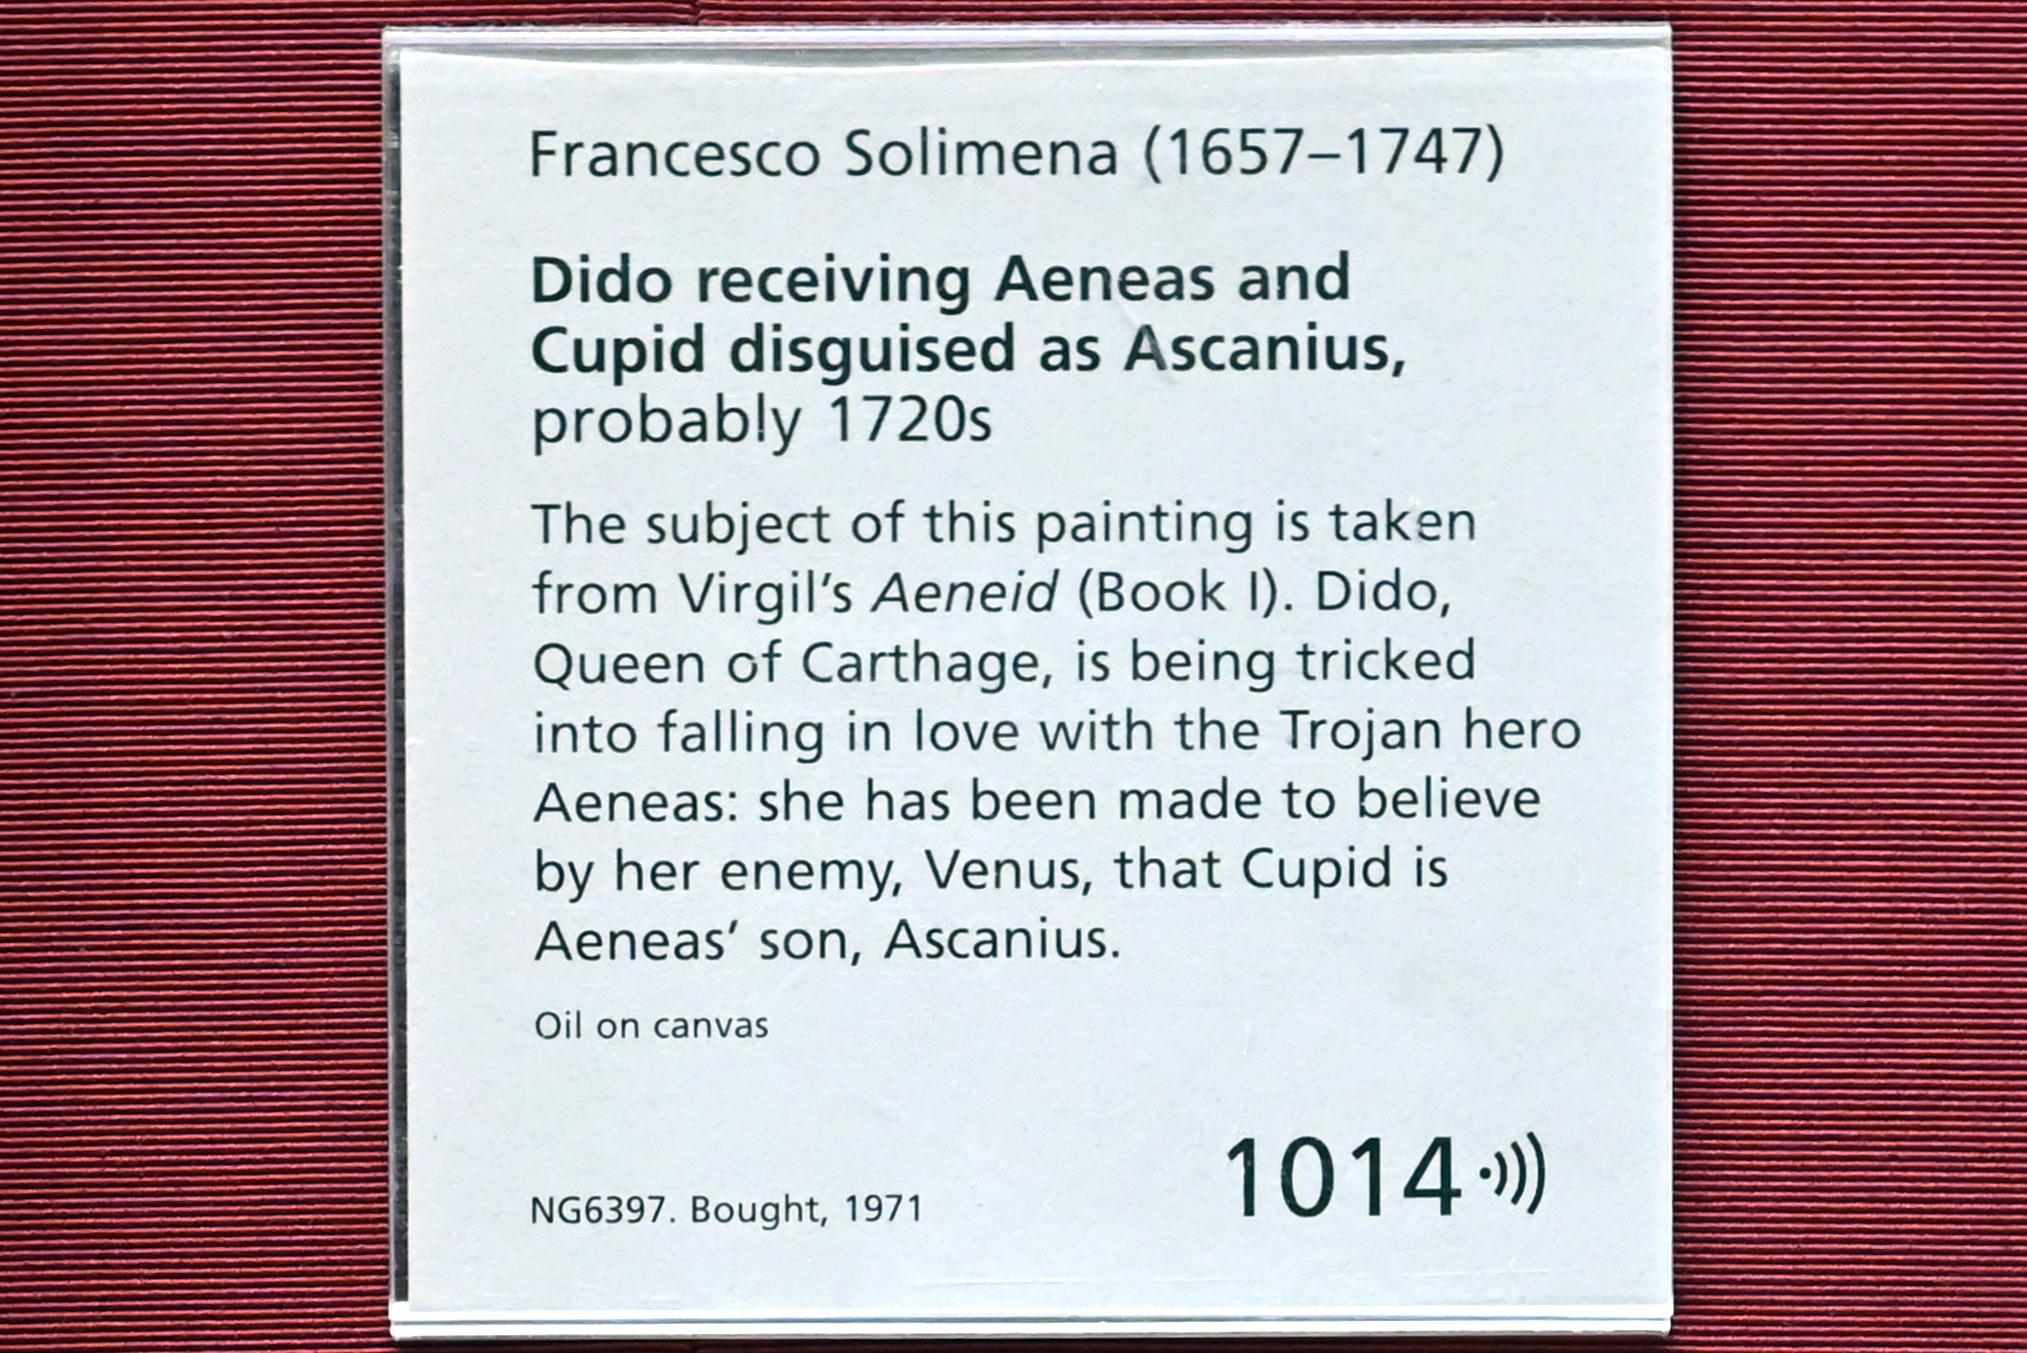 Francesco Solimena (1657–1747)
Dido receiving Aeneas and
Cupid disguised as Ascanius,
probably 1720s
The subject of this painting is taken
from Virgil’s Aeneid (Book I). Dido,
Queen of Carthage, is being tricked
into falling in love with the Trojan hero
Aeneas: she has been made to believe
by her enemy, Venus, that Cupid is
Aeneas’ son, Ascanius.
Oil on canvas
NG6397. Bought, 1971
1014